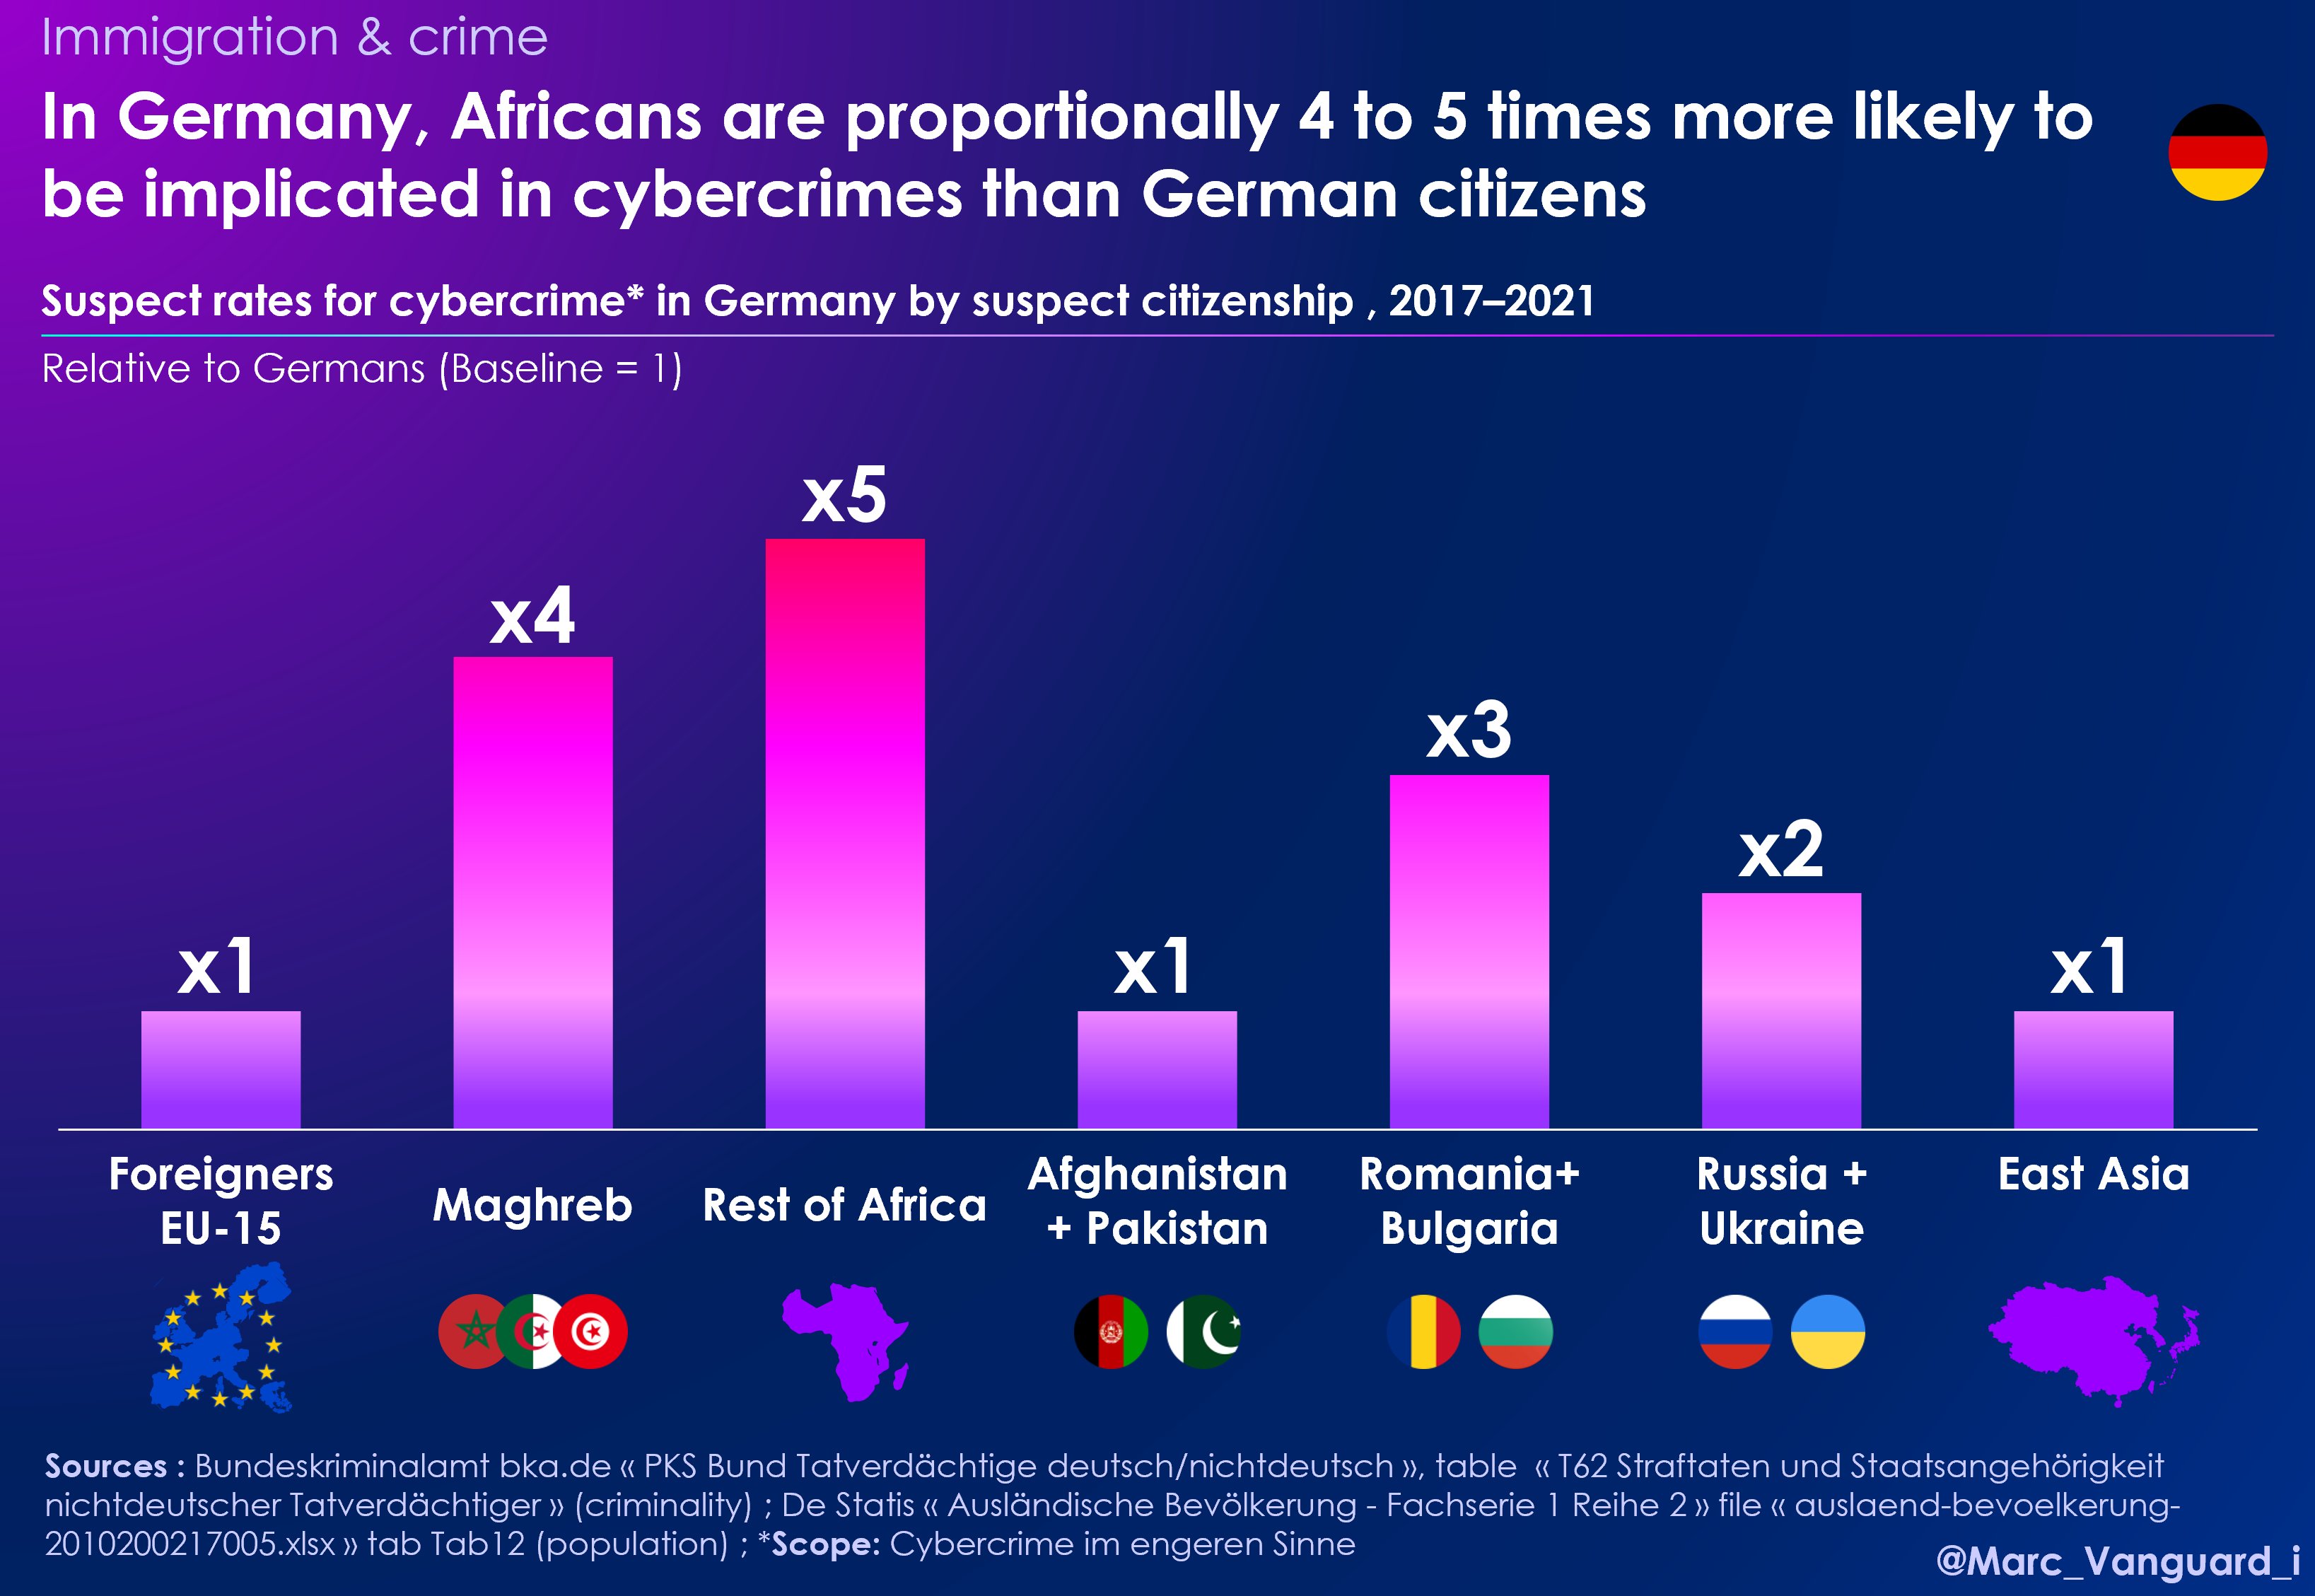 Immigration & crime
In Germany, Africans are proportionally 4 to 5 times more likely to
be implicated in cybercrimes than German citizens
Suspect rates for cybercrime* in Germany by suspect citizenship , 2017–2021
Relative to Germans (Baseline = 1)
x1
x4
x5
x1
x3
x2
x1
Foreigners
EU-15
Maghreb
Rest of Africa
Afghanistan
+ Pakistan
Romania+
Bulgaria
Russia +
Ukraine
East Asia
Sources : Bundeskriminalamt bka.de « PKS Bund Tatverdächtige deutsch/nichtdeutsch », table « T62 Straftaten und Staatsangehörigkeit
nichtdeutscher Tatverdächtiger » (criminality) ; De Statis « Ausländische Bevölkerung - Fachserie 1 Reihe 2 » file « auslaend-bevoelkerung-
2010200217005.xlsx » tab Tab12 (population) ; *Scope: Cybercrime im engeren Sinne
@Marc_Vanguard_i